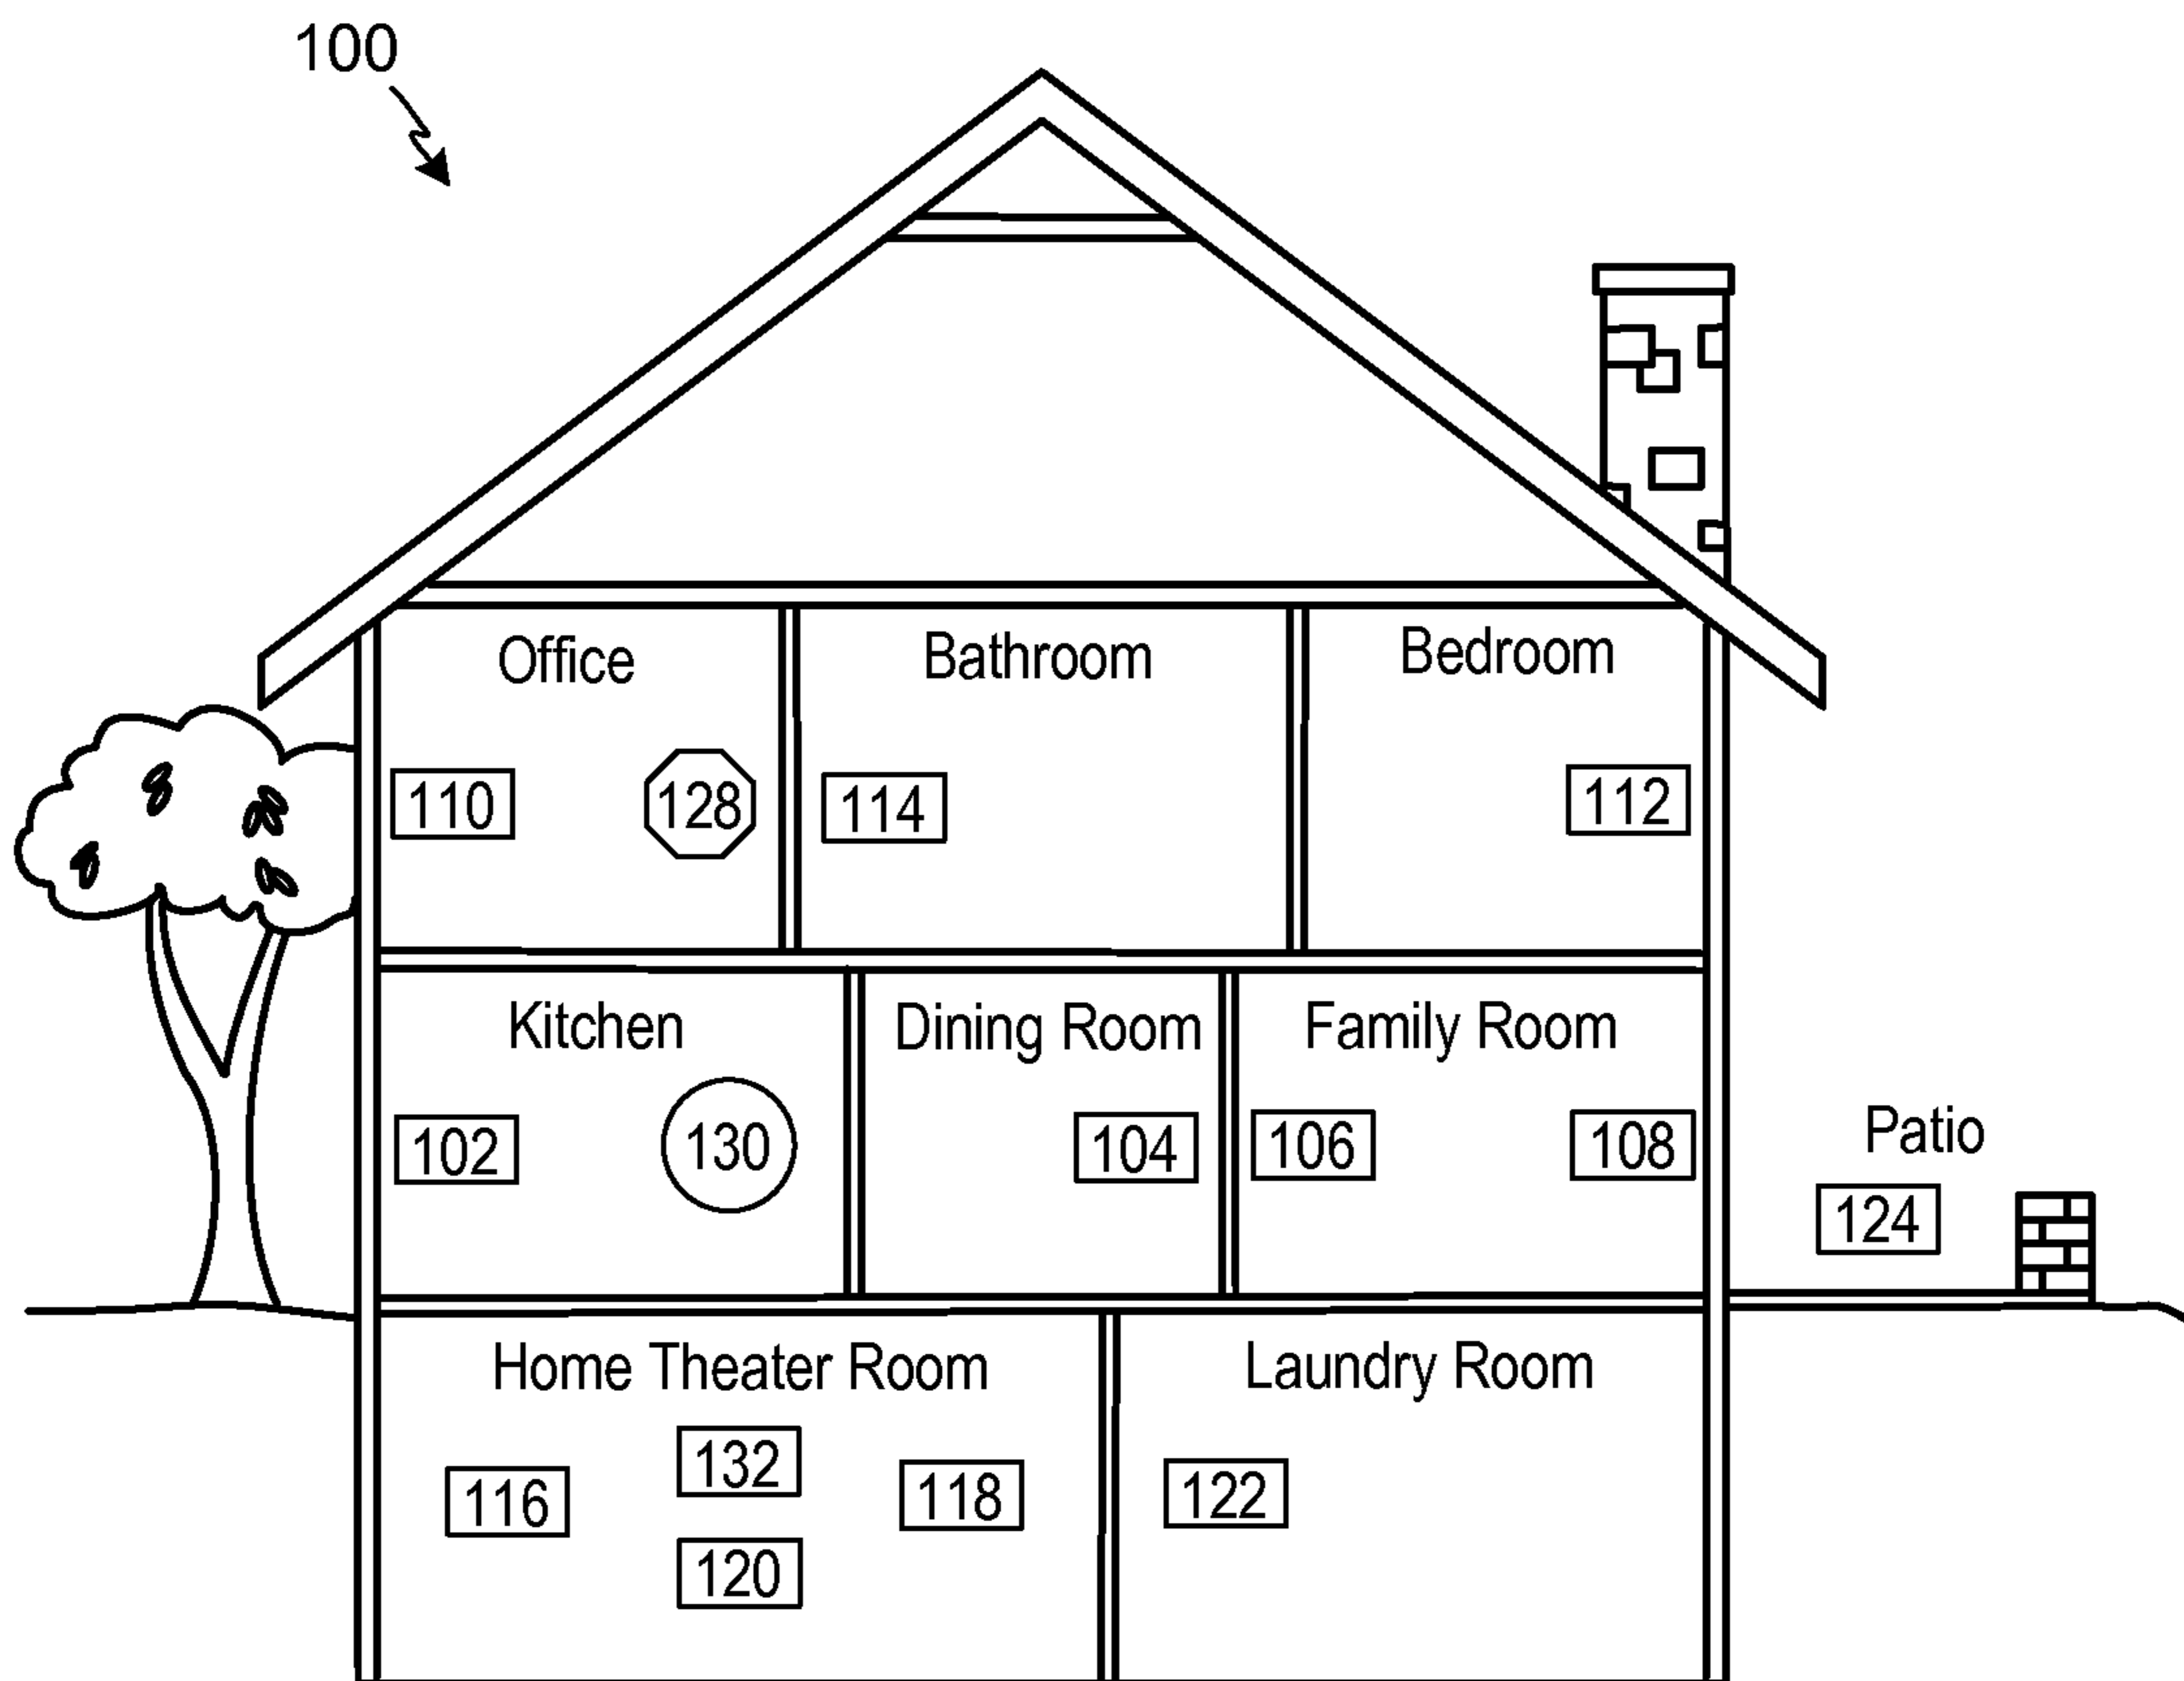 100
Office
Bathroom
Bedroom
110
128
114
112
Kitchen
Dining Room
Family Room
102
130
104
106
108
Patio
124
Home Theater Room
Laundry Room
132
116
118
122
120